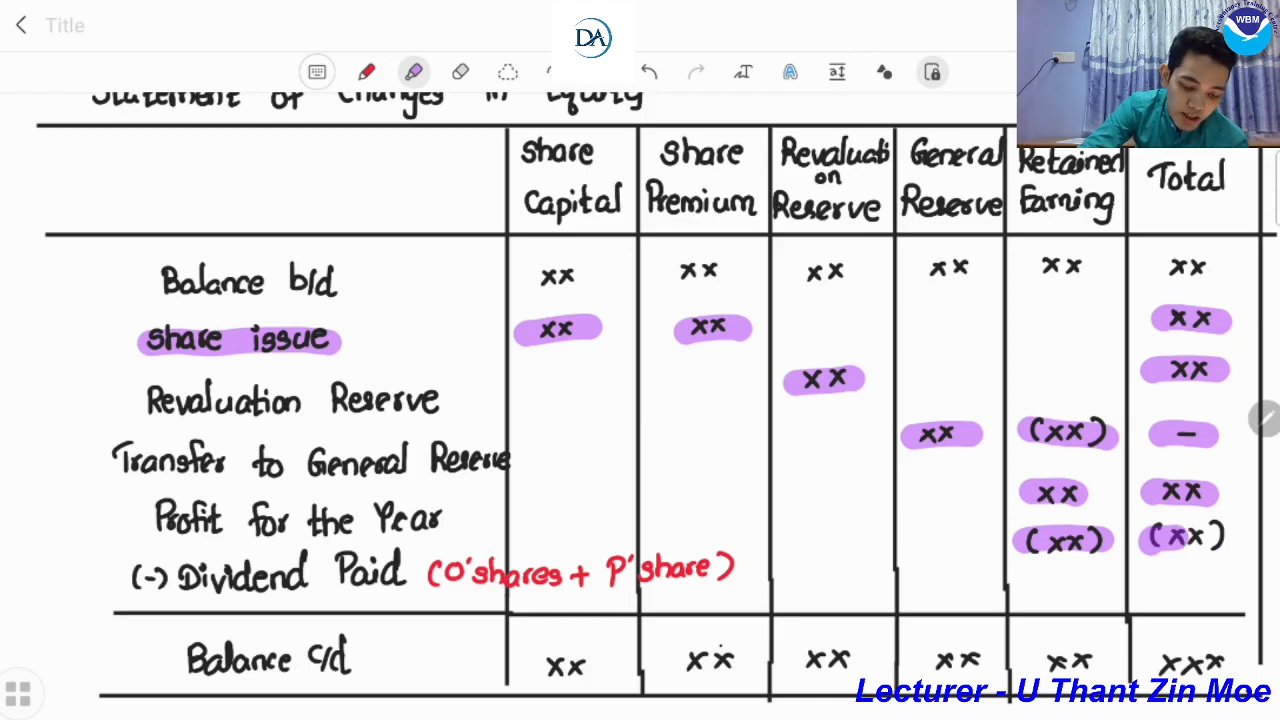 Title
DA
WBM
Statement of Changes in Equity
Share Capital
Share Premium
Revaluati on Reserve
General Reserve
Retained Earning
Total
Balance b/d xx xx xx xx xx xx
Share issue xx xx xx
Revaluation Reserve xx xx
Transfer to General Reserve xx (xx) -
Profit for the Year xx xx
(-) Dividend Paid (O'shares + P'share) (xx) (xx)
Balance c/d xx xx xx xx xx xxx
Lecturer - U Thant Zin Moe